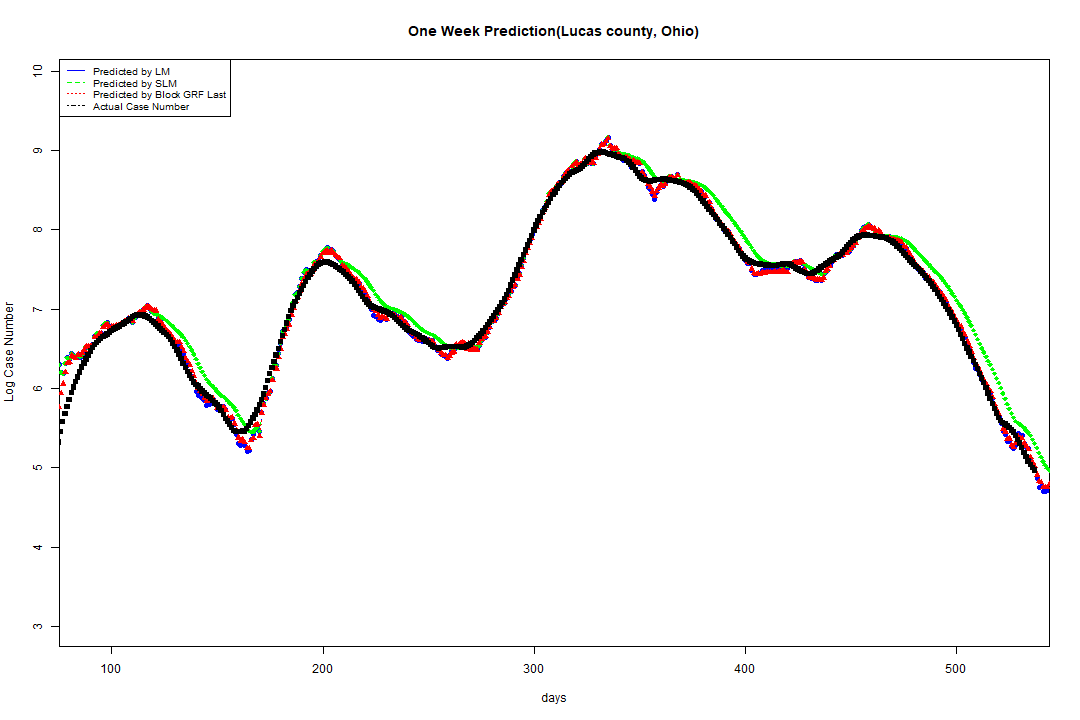 One Week Prediction(Lucas county, Ohio)
Predicted by LM
Predicted by SLM
Predicted by Block GRF Last
Actual Case Number
10
9
8
7
6
5
4
3
Log Case Number
100 200 300 400 500
days